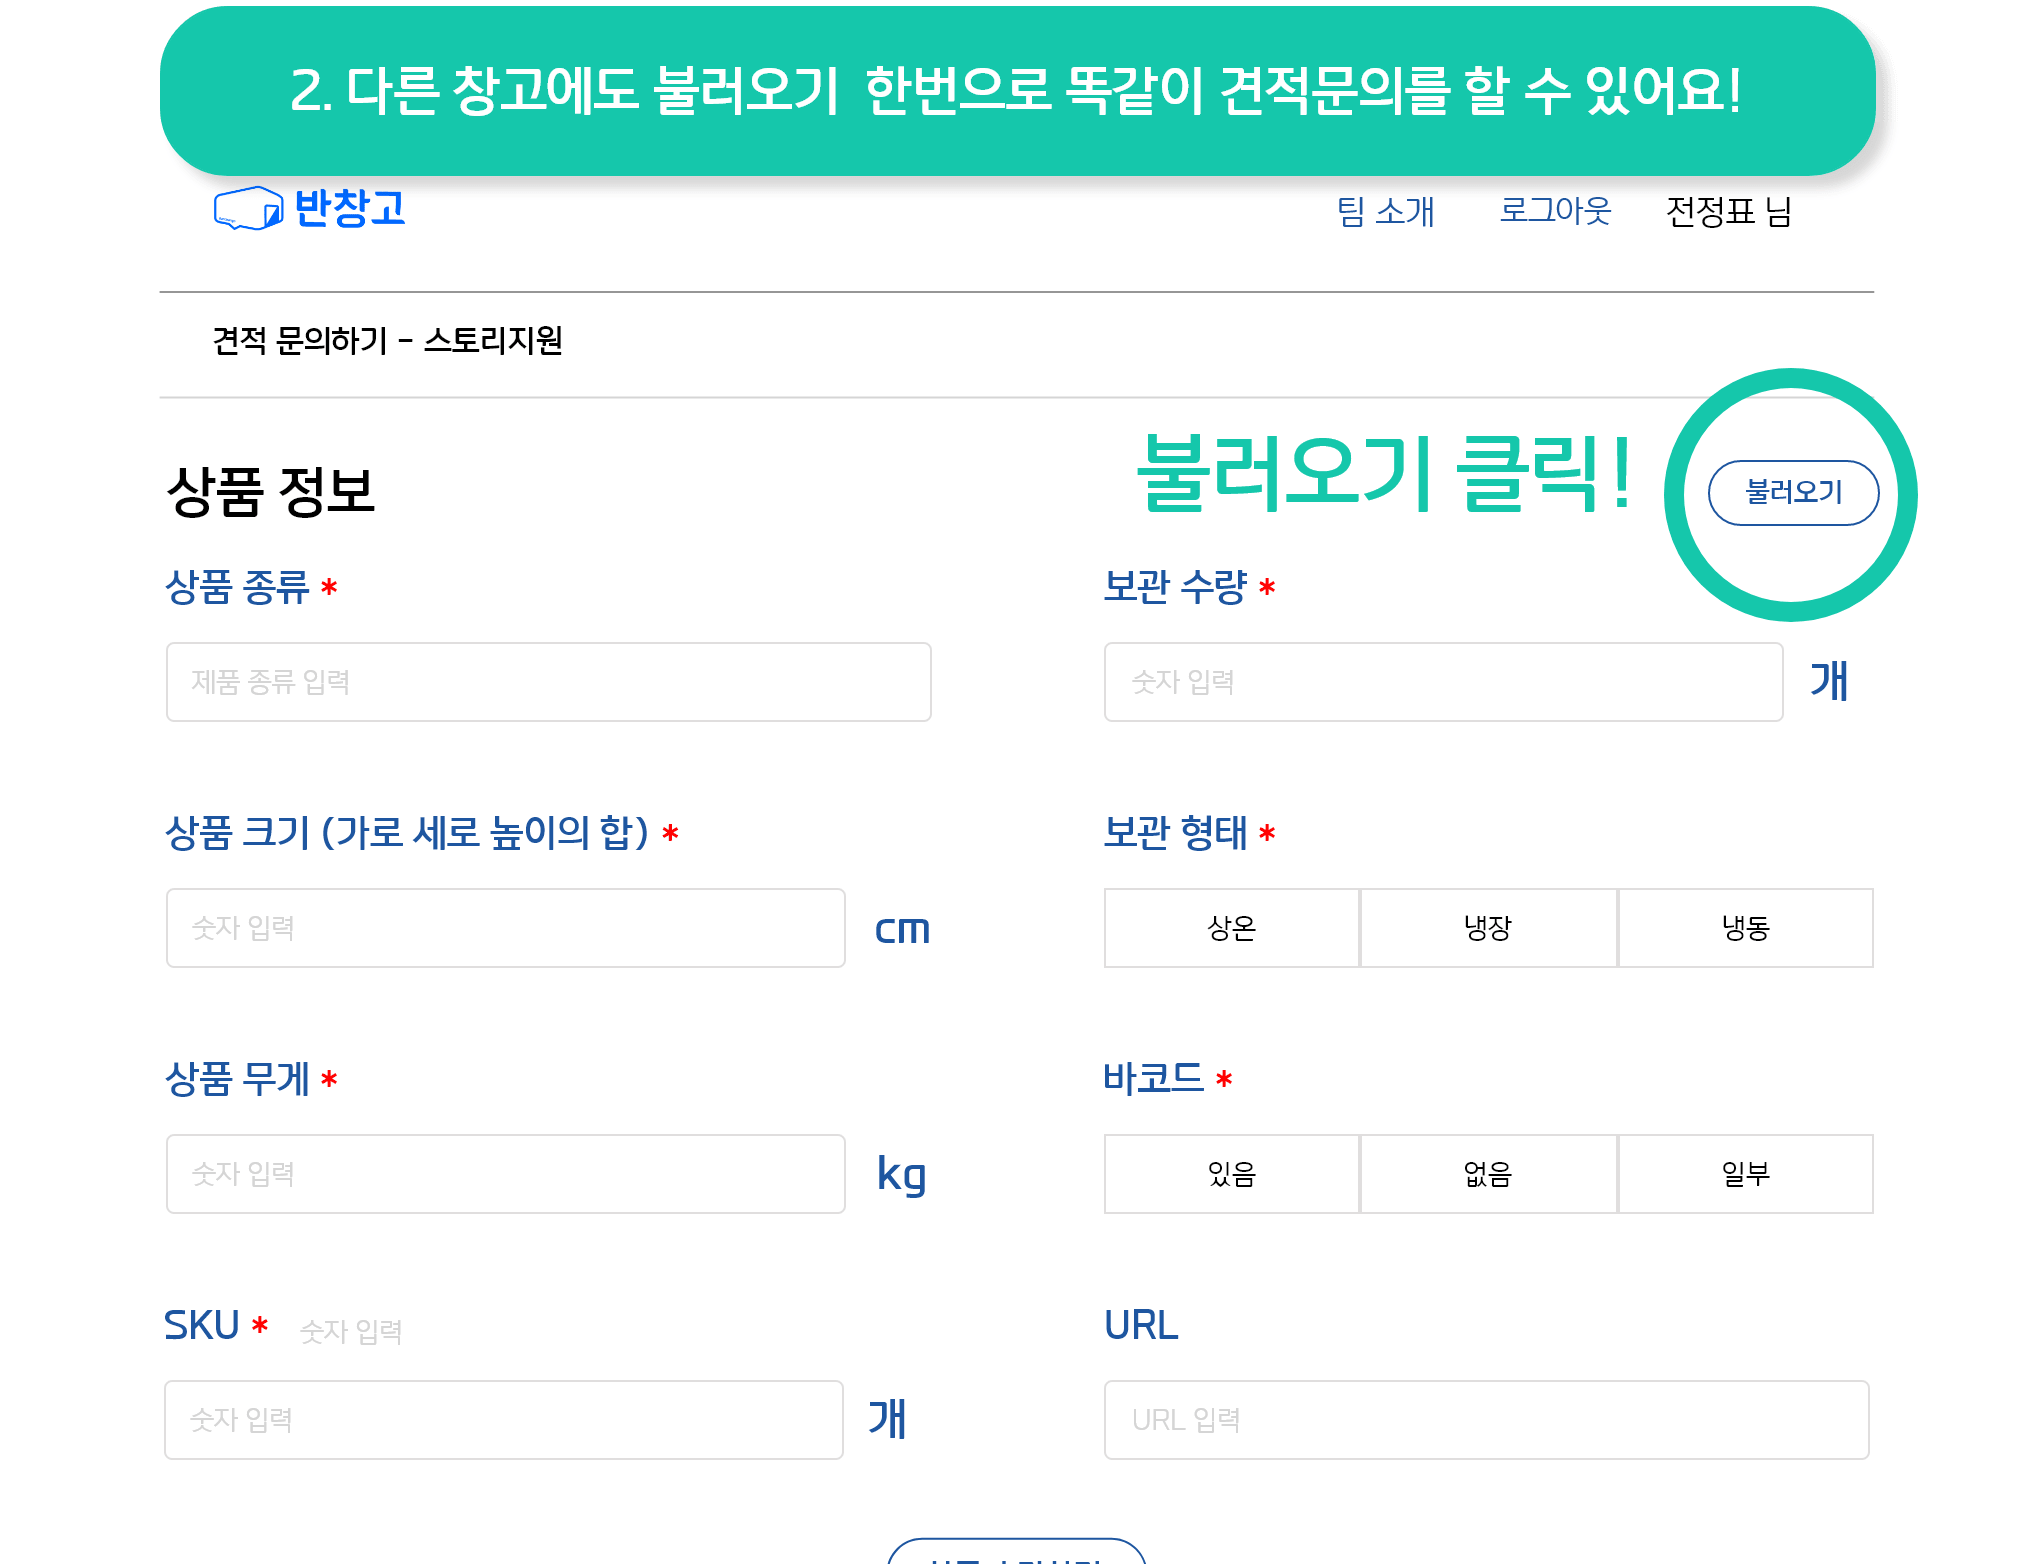 2. 다른 창고에도 불러오기 한번으로 똑같이 견적문의를 할 수 있어요!
반창고
팀 소개 로그아웃 전정표 님
견적 문의하기 - 스토리지원
상품 정보
불러오기 클릭!
불러오기
상품 종류 *
보관 수량 *
제품 종류 입력
숫자 입력
개
상품 크기 (가로 세로 높이의 합) *
보관 형태 *
숫자 입력
cm
상온
냉장
냉동
상품 무게 *
바코드 *
숫자 입력
kg
있음
없음
일부
SKU * 숫자 입력
URL
숫자 입력
개
URL 입력